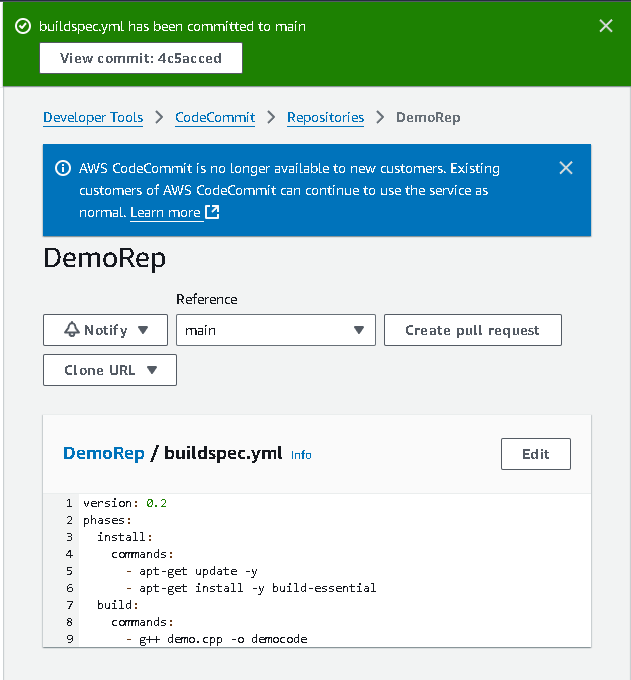 buildspec.yml has been committed to main
View commit: 4c5acced
Developer Tools > CodeCommit > Repositories > DemoRep
AWS CodeCommit is no longer available to new customers. Existing
customers of AWS CodeCommit can continue to use the service as
normal. Learn more
DemoRep
Reference
Notify main Create pull request
Clone URL
DemoRep / buildspec.yml Info Edit
1 version: 0.2
2 phases:
3   install:
4     commands:
5       - apt-get update -y
6       - apt-get install -y build-essential
7   build:
8     commands:
9       - g++ demo.cpp -o democode